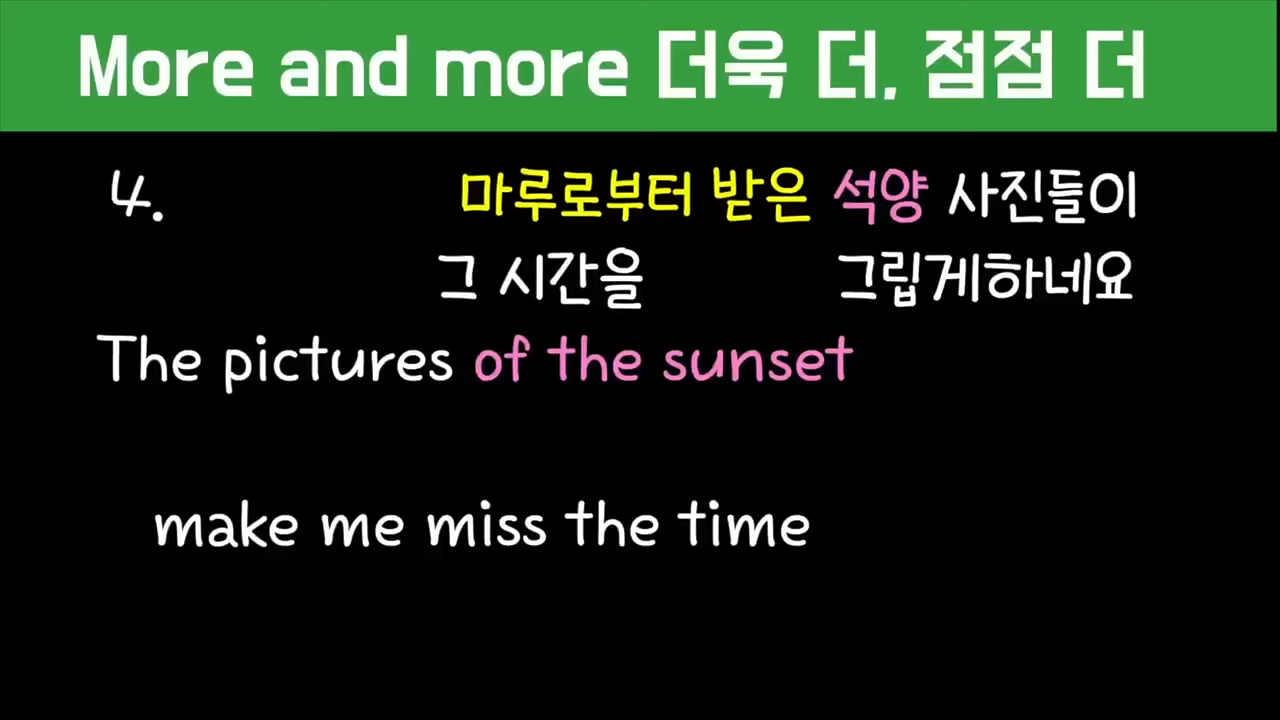 More and more 더욱 더, 점점 더
4. 마루로부터 받은 석양 사진들이
그 시간을 그립게하네요
The pictures of the sunset
make me miss the time